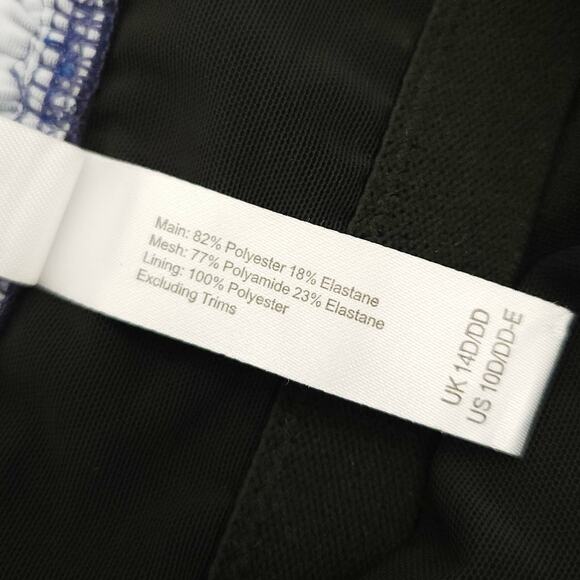 Main: 82% Polyester 18% Elastane
Mesh: 77% Polyamide 23% Elastane
Lining: 100% Polyester
Excluding Trims
UK 14D/DD
US 10D/DD-E